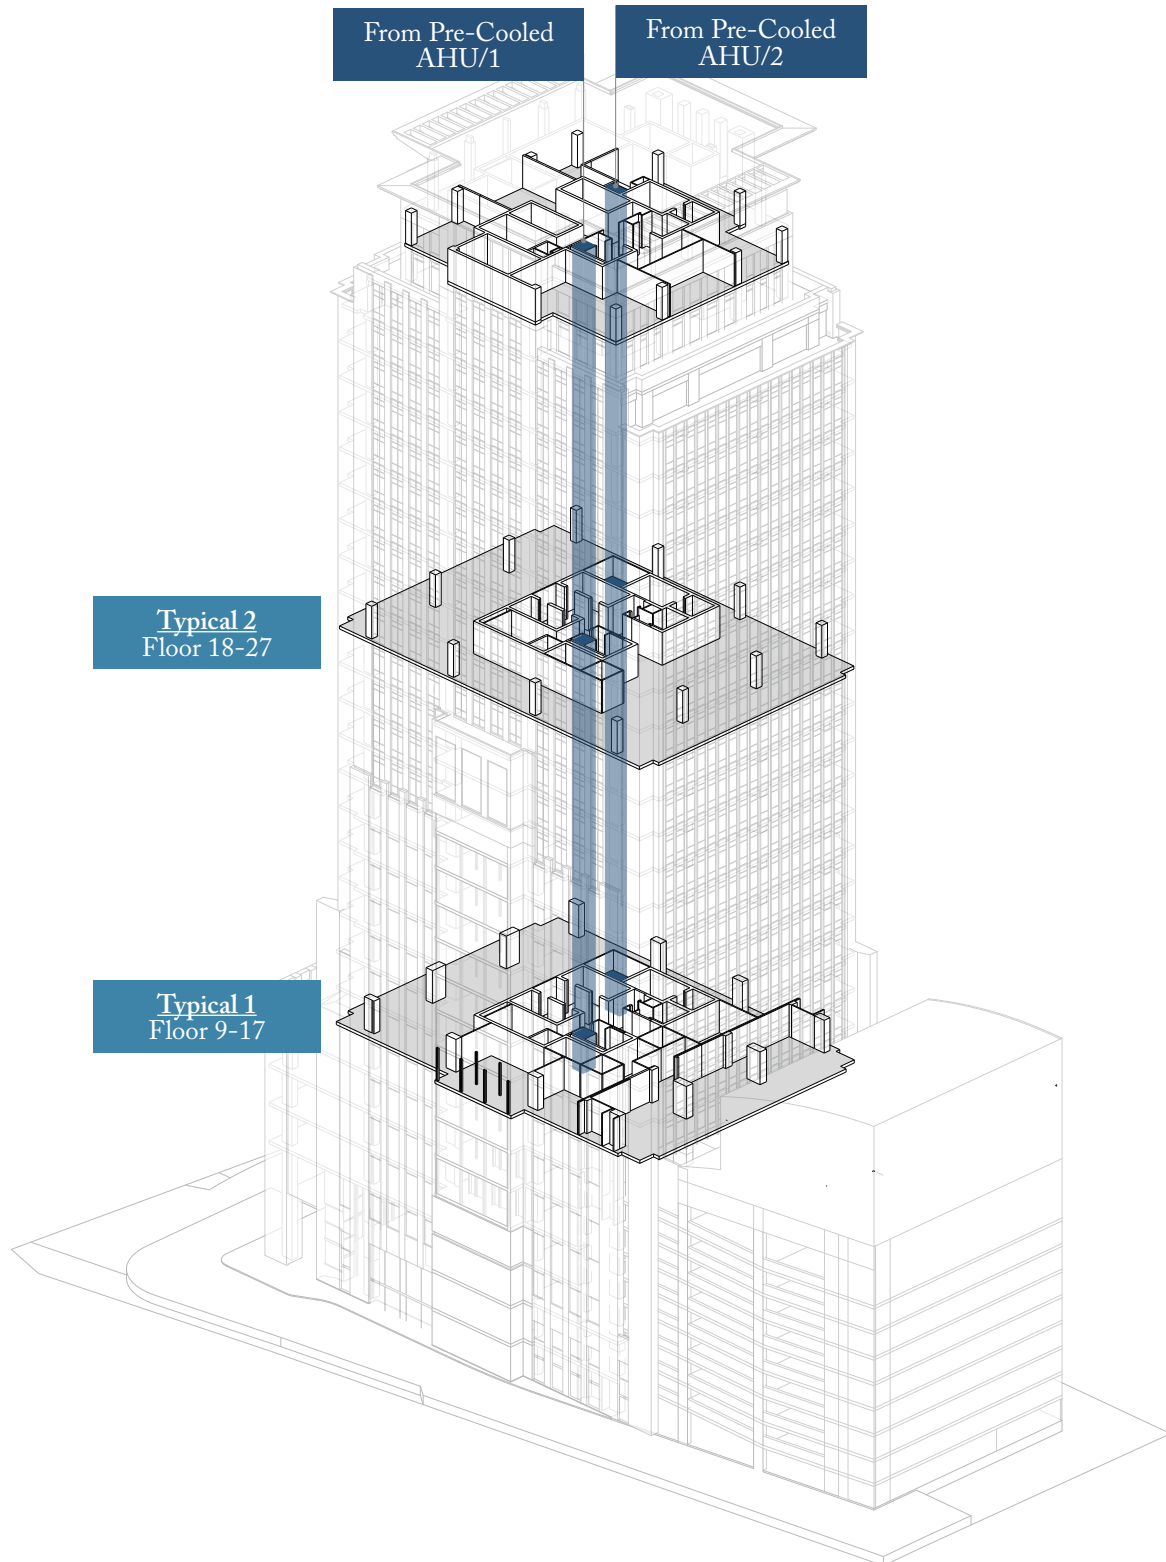 From Pre-Cooled
AHU/1
From Pre-Cooled
AHU/2
Typical 2
Floor 18-27
Typical 1
Floor 9-17